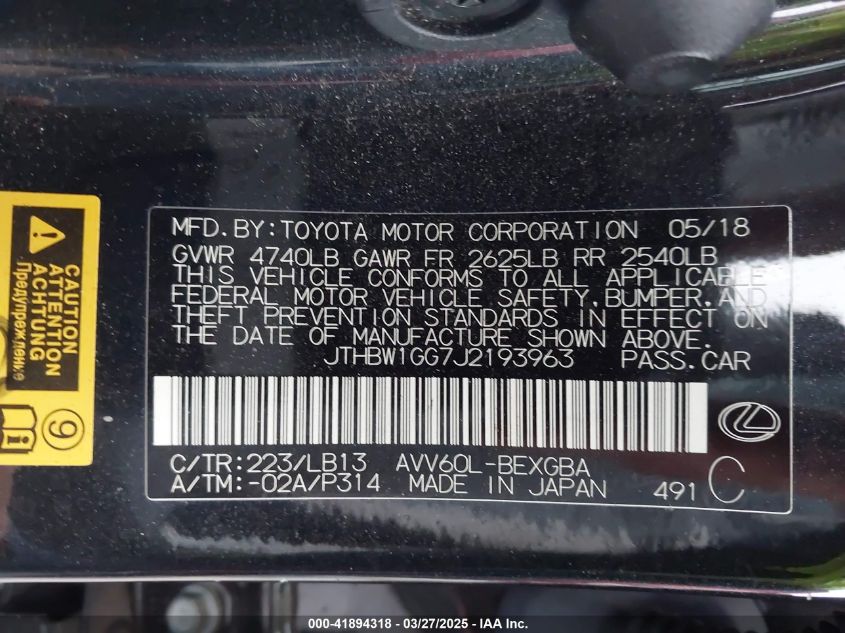 CAUTION
ATTENTION
ACHTUNG
Предупреждение
9
MFD.BY:TOYOTA MOTOR CORPORATION 05/18
GVWR 4740LB GAWR FR 2625LB RR 2540LB
THIS VEHICLE CONFORMS TO ALL APPLICABLE
FEDERAL MOTOR VEHICLE SAFETY,BUMPER,AND
THEFT PREVENTION STANDARDS IN EFFECT ON
THE DATE OF MANUFACTURE SHOWN ABOVE.
JTHBW1GG7J2193963 PASS.CAR
C/TR:223/LB13 AVV60L-BEXGBA
A/TM:-02A/P314 MADE IN JAPAN 491 C
000-41894318 - 03/27/2025 - IAA, Inc.